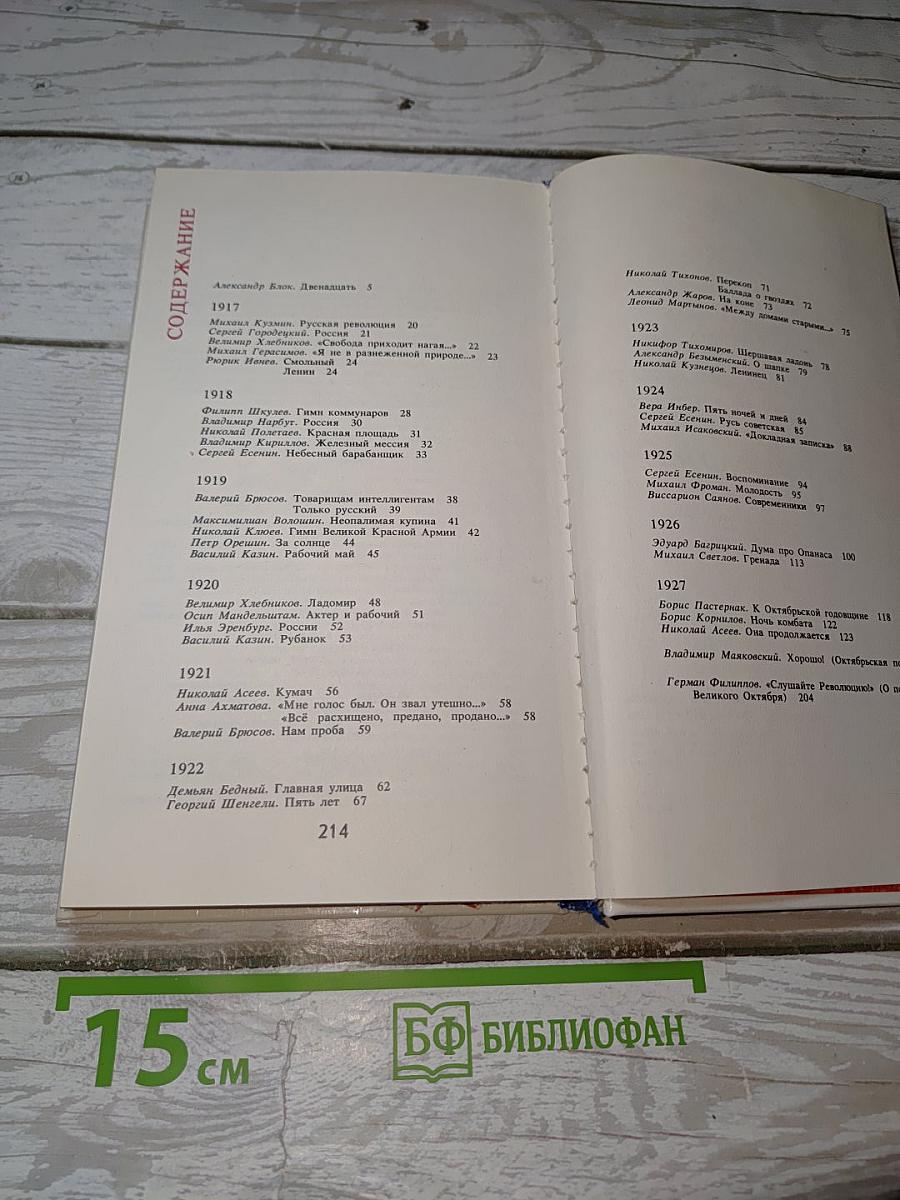 СОДЕРЖАНИЕ
Александр Блок. Двенадцать 5
1917
Михаил Кузмин. Русская революция 20
Сергей Городецкий. Россия 21
Велимир Хлебников. «Свобода приходит нагая...» 22
Михаил Герасимов. «Я не в разнеженной природе...» 23
Рюрик Ивнев. Смольный 24
Ленин 24
1918
Филипп Шкулев. Гимн коммунаров 28
Владимир Нарбут. Россия 30
Николай Полетаев. Красная площадь 31
Владимир Кириллов. Железный мессия 32
Сергей Есенин. Небесный барабанщик 33
1919
Валерий Брюсов. Товарищам интеллигентам 38
Только русский 39
Максимилиан Волошин. Неопалимая купина 41
Николай Клюев. Гимн Великой Красной Армии 42
Петр Орешин. За солнце 44
Василий Казин. Рабочий май 45
1920
Велимир Хлебников. Ладомир 48
Осип Мандельштам. Актер и рабочий 51
Илья Эренбург. России 52
Василий Казин. Рубанок 53
1921
Николай Асеев. Кумач 56
Анна Ахматова. «Мне голос был. Он звал утешно...» 58
«Всё расхищено, предано, продано...» 58
Валерий Брюсов. Нам проба 59
1922
Демьян Бедный. Главная улица 62
Георгий Шенгели. Пять лет 67
214
Николай Тихонов. Перекоп 71
Баллада о гвоздях 72
Александр Жаров. На коне 73
Леонид Мартынов. «Между домами старыми...» 75
1923
Никифор Тихомиров. Шершавая ладонь 78
Александр Безыменский. О шапке 79
Николай Кузнецов. Ленинец 81
1924
Вера Инбер. Пять ночей и дней 84
Сергей Есенин. Русь советская 85
Михаил Исаковский. «Докладная записка» 88
1925
Сергей Есенин. Воспоминание 94
Михаил Фроман. Молодость 95
Виссарион Саянов. Современники 97
1926
Эдуард Багрицкий. Дума про Опанаса 100
Михаил Светлов. Гренада 113
1927
Борис Пастернак. К Октябрьской годовщине 118
Борис Корнилов. Ночь комбата 122
Николай Асеев. Она продолжается 123
Владимир Маяковский. Хорошо! (Октябрьская по
Герман Филиппов. «Слушайте Революцию!» (О по
Великого Октября) 204
15 см
БФ БИБЛИОФАН